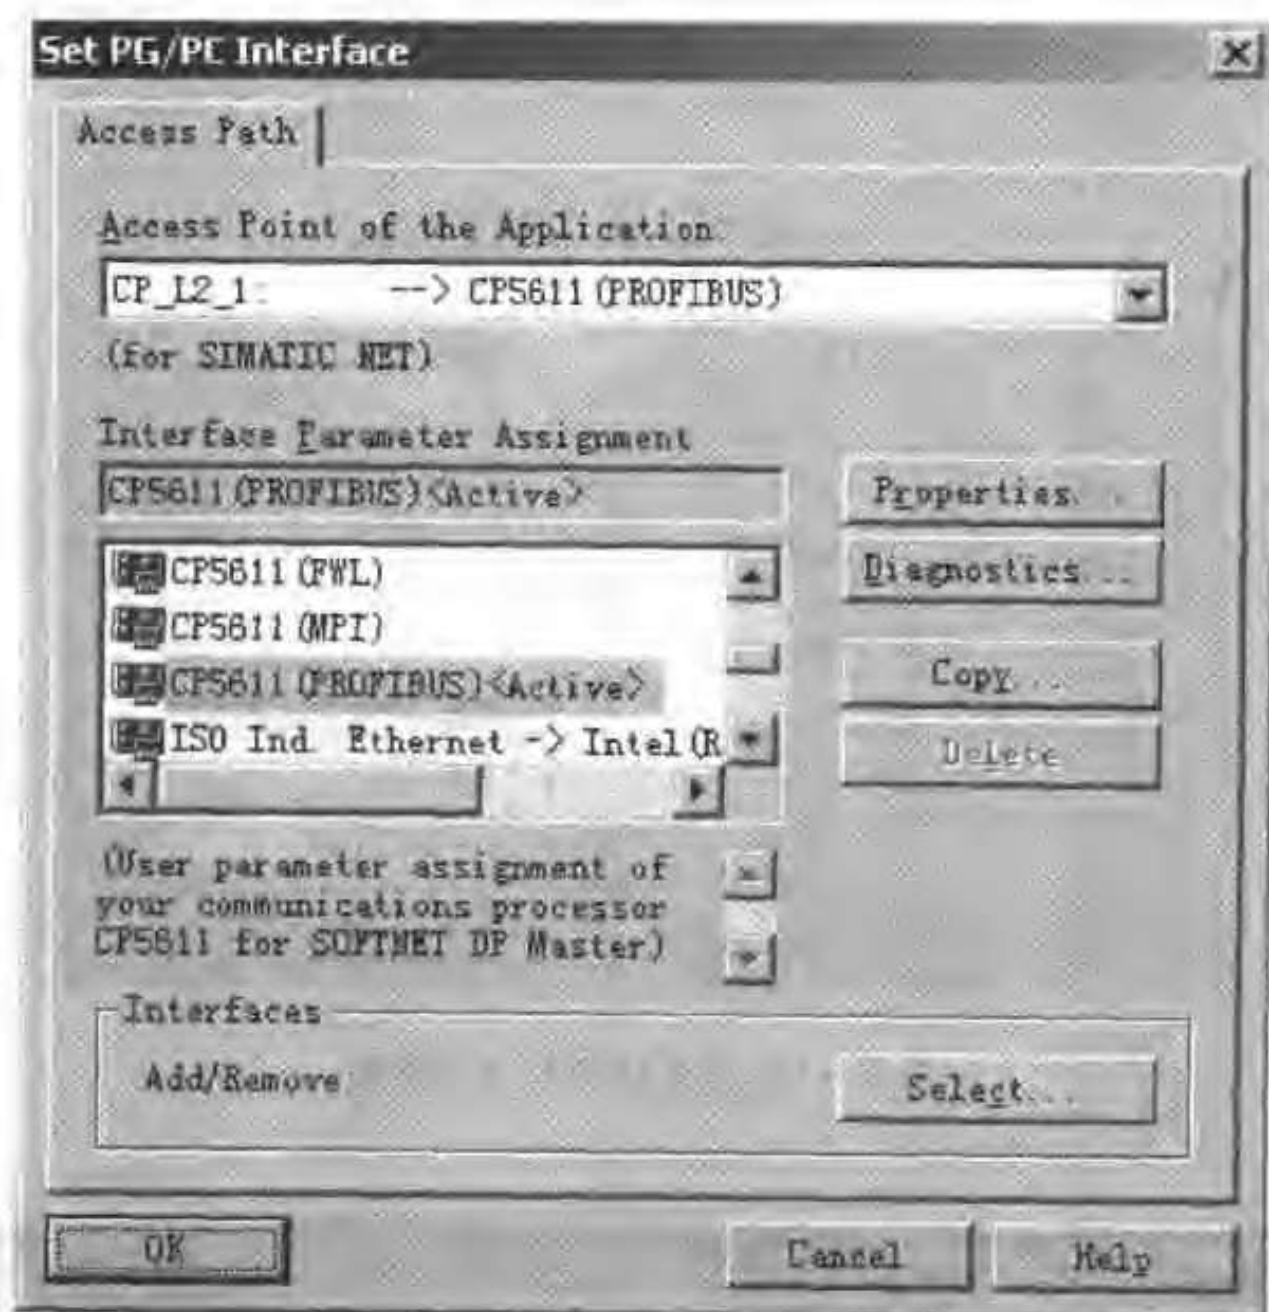 Set PG/PC Interface
Access Path
Access Point of the Application:
CP_L2_1: --> CP5611(PROFIBUS)
(for SIMATIC NET)
Interface Parameter Assignment
CP5611(PROFIBUS)<Active>
Properties...
CP5611(FWL)
Diagnostics...
CP5611(MPI)
Copy...
CP5611(PROFIBUS)<Active>
ISO Ind. Ethernet -> Intel(R
Delete
(User parameter assignment of
your communications processor
CP5611 for SOFTNET DP Master)
Interfaces
Add/Remove:
Select...
OK
Cancel
Help